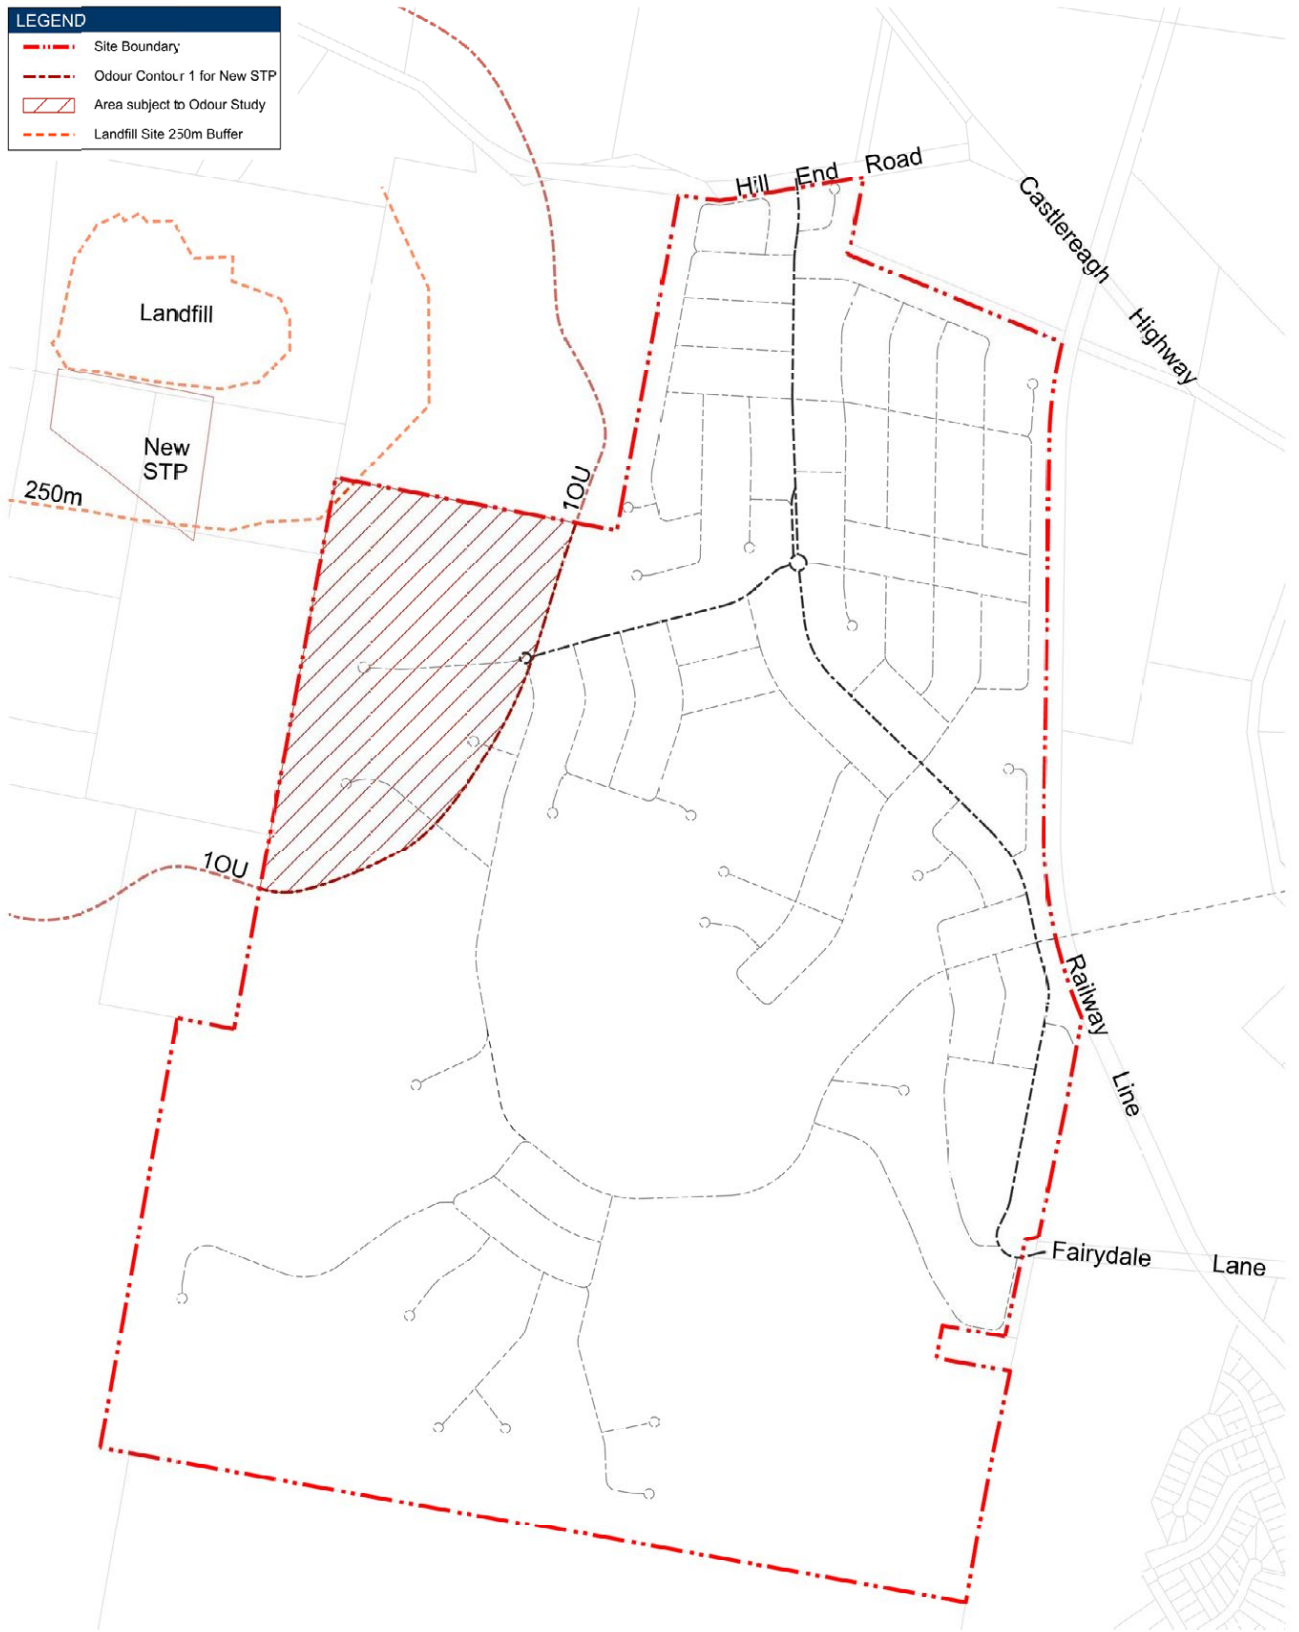 LEGEND
Site Boundary
Odour Contour 1 for New STP
Area subject to Odour Study
Landfill Site 250m Buffer
Hill End Road
Castlereagh Highway
Landfill
New
STP
250m
1OU
1OU
Railway Line
Fairydale Lane